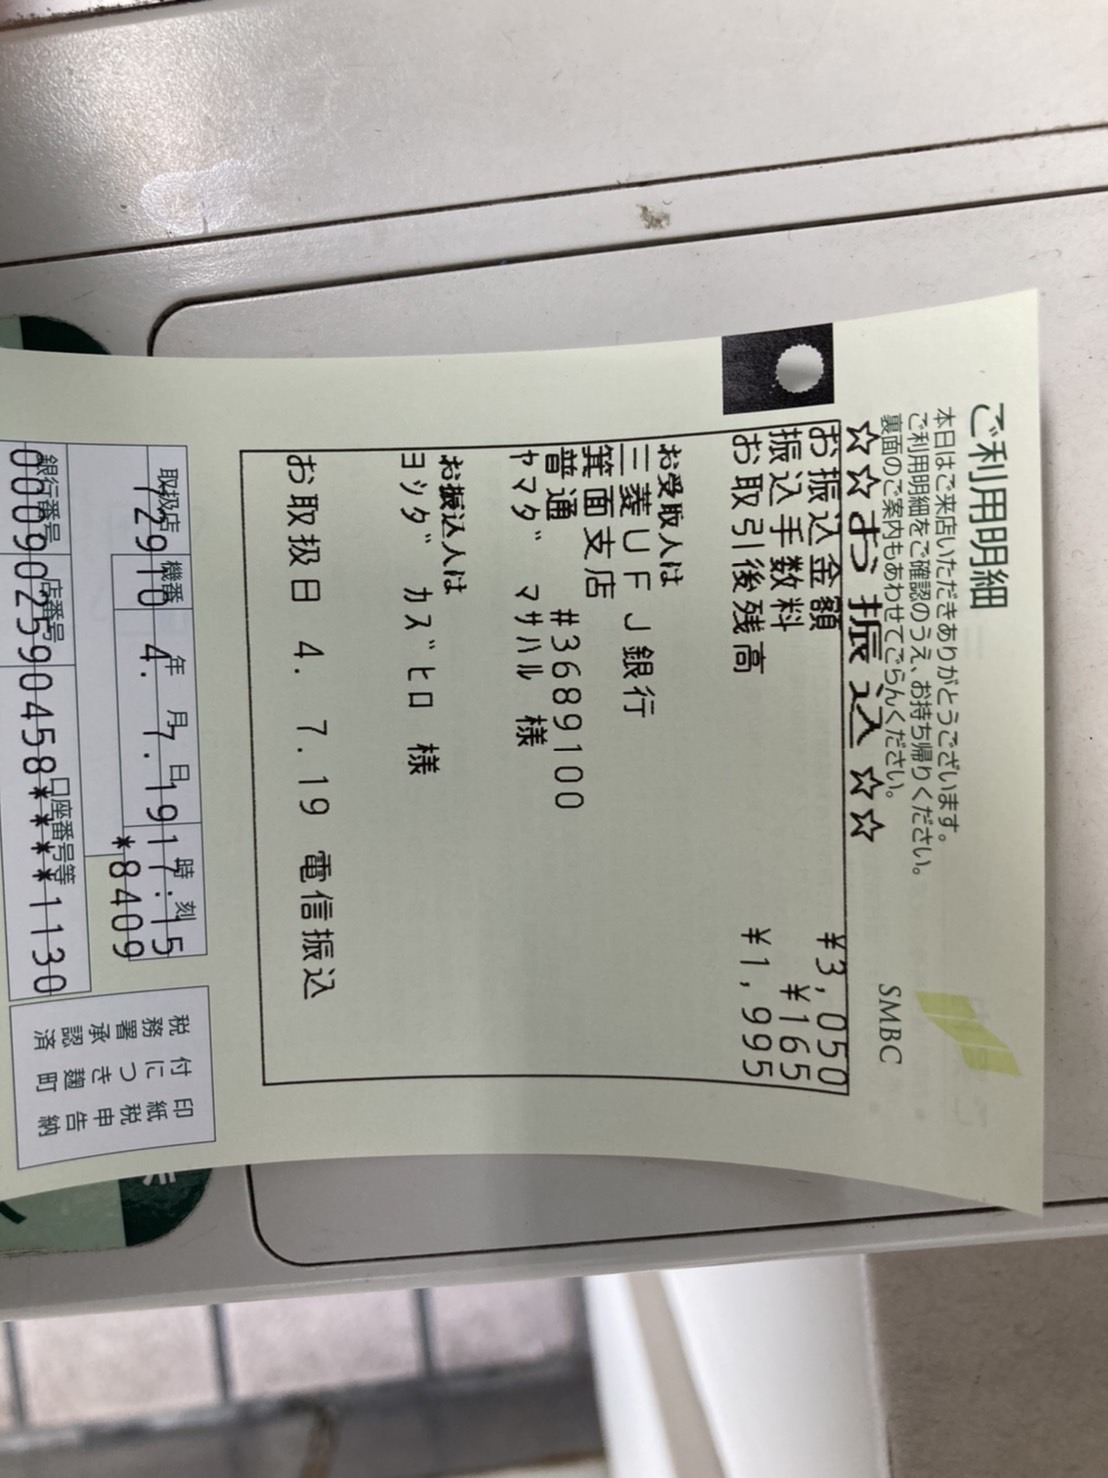 ご利用明細
本日はご来店いただきありがとうございます。
ご利用明細をご確認のうえ、お持ち帰りください。
裏面のご案内もあわせてごらんください。
SMBC
☆☆お振込☆☆
お振込金額 ¥3,050
振込手数料 ¥165
お取引後残高 ¥1,995
お受取人は
三菱UFJ銀行
箕面支店
普通 #3689100
ヤマダ マサハル 様
お振込人は
ヨシダ カズヒロ 様
お取扱日 4. 7.19 電信振込
取扱店 機番 年 月 日 時 刻
72910 4. 7.19 17:15
*8409
銀行番号 店番号 口座番号等
0009 0259 0458****1130
印紙税申告納
付につき麹町
税務署承認済